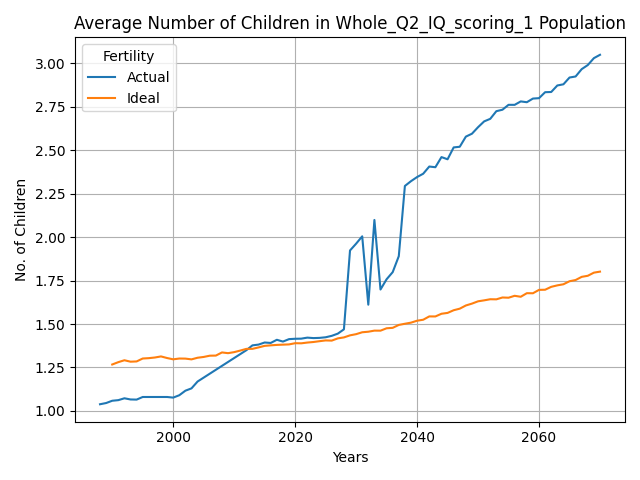 Average Number of Children in Whole_Q2_IQ_scoring_1 Population
Fertility
Actual
Ideal
No. of Children
3.00
2.75
2.50
2.25
2.00
1.75
1.50
1.25
1.00
2000
2020
2040
2060
Years